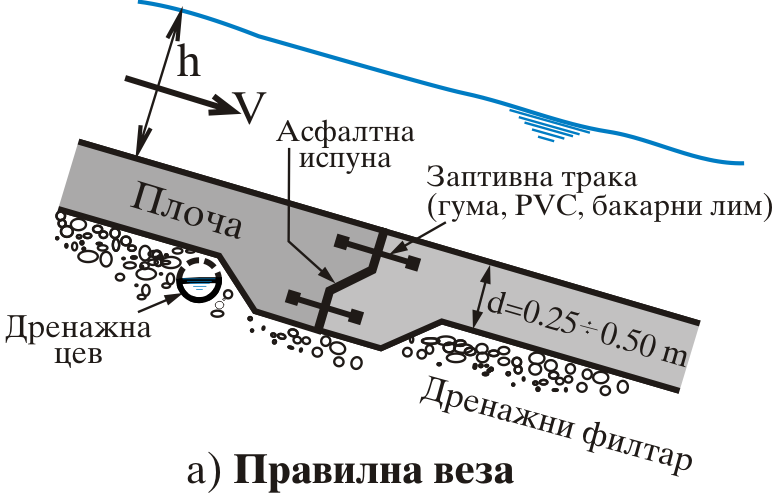 h
V
Асфалтна
испуна
Заптивна трака
(гума, PVC, бакарни лим)
Плоча
d=0.25÷0.50 m
Дренажна
цев
Дренажни филтар
а) Правилна веза